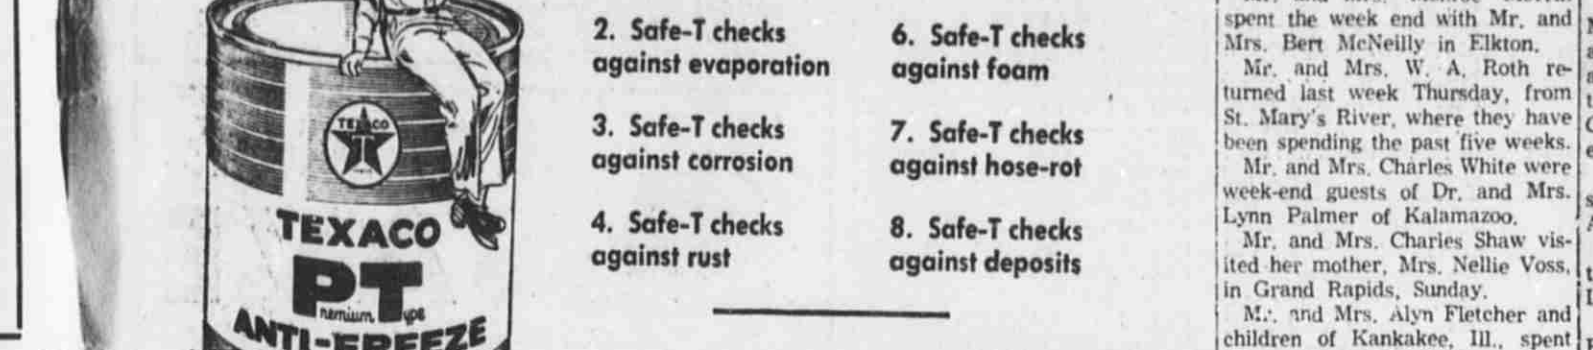 TEXACO
TEXACO
PT
Premium Type
ANTI-FREEZE
2. Safe-T checks
against evaporation
3. Safe-T checks
against corrosion
4. Safe-T checks
against rust
6. Safe-T checks
against foam
7. Safe-T checks
against hose-rot
8. Safe-T checks
against deposits
spent the week end with Mr. and
Mrs. Bert McNeilly in Elkton.
Mr. and Mrs. W. A. Roth re-
turned last week Thursday, from
St. Mary's River, where they have
been spending the past five weeks.
Mr. and Mrs. Charles White were
week-end guests of Dr. and Mrs.
Lynn Palmer of Kalamazoo.
Mr. and Mrs. Charles Shaw vis-
ited her mother, Mrs. Nellie Voss,
in Grand Rapids, Sunday.
Mr. and Mrs. Alyn Fletcher and
children of Kankakee, Ill., spent